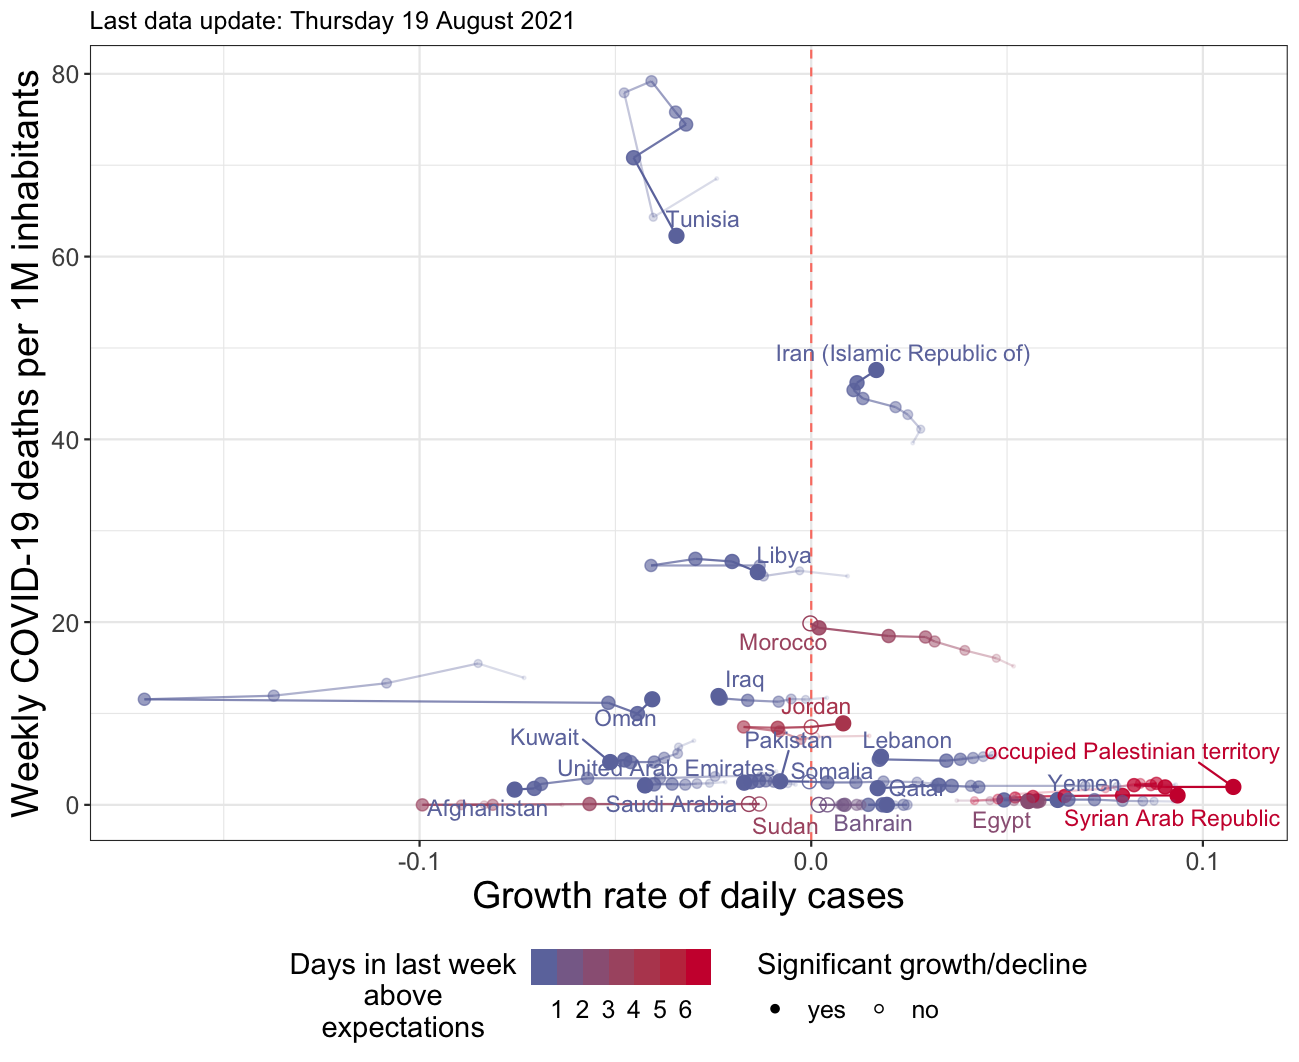 Last data update: Thursday 19 August 2021
Weekly COVID-19 deaths per 1M inhabitants
80
60
40
20
0
Tunisia
Iran (Islamic Republic of)
Libya
Morocco
Iraq
Jordan
Oman
Kuwait
Pakistan
Lebanon
occupied Palestinian territory
United Arab Emirates
Somalia
Yemen
Qatar
Afghanistan
Saudi Arabia
Sudan
Bahrain
Egypt
Syrian Arab Republic
-0.1
0.0
0.1
Growth rate of daily cases
Days in last week
above
expectations
1 2 3 4 5 6
Significant growth/decline
yes
no